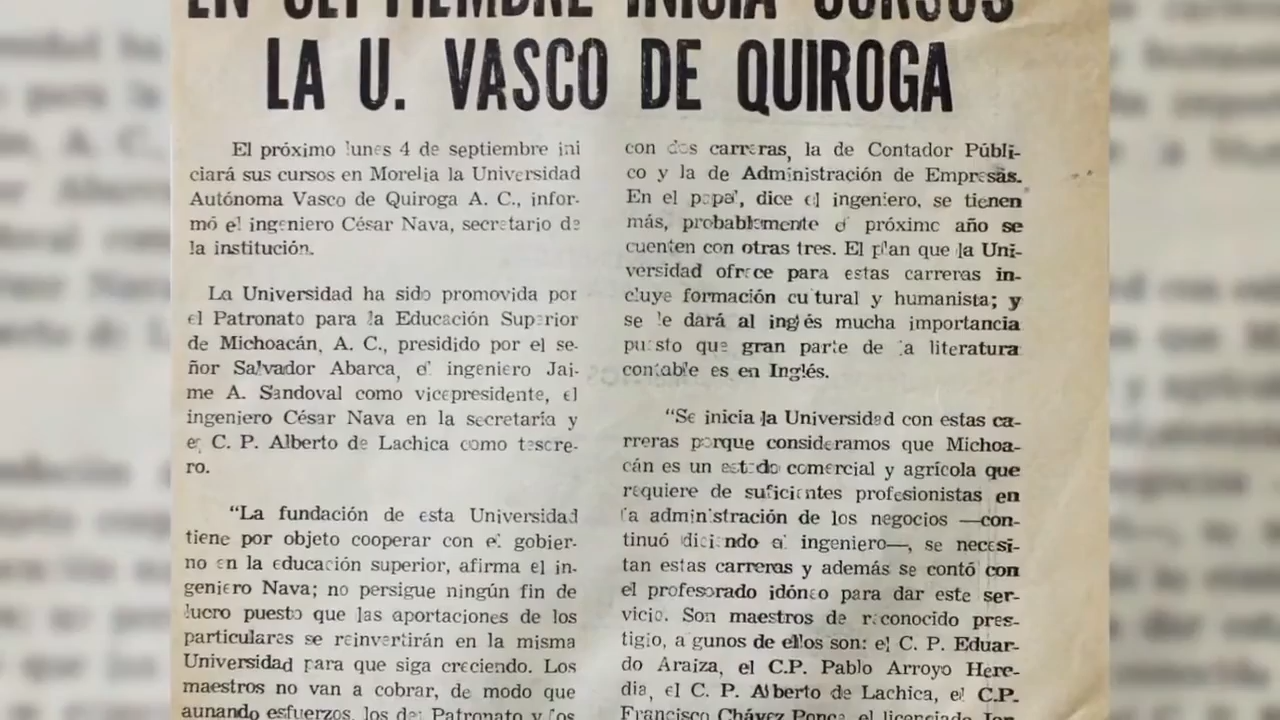 EN SEPTIEMBRE INICIA CURSOS
LA U. VASCO DE QUIROGA
El próximo lunes 4 de septiembre ini
ciará sus cursos en Morelia la Universidad
Autónoma Vasco de Quiroga A. C., infor-
mó el ingeniero César Nava, secretario de
la institución.
La Universidad ha sido promovida por
el Patronato para la Educación Superior
de Michoacán, A. C., presidido por el se-
ñor Salvador Abarca, el ingeniero Jai-
me A. Sandoval como vicepresidente, el
ingeniero César Nava en la secretaría y
el C. P. Alberto de Lachica como tesore-
ro.
"La fundación de esta Universidad
tiene por objeto cooperar con el gobier-
no en la educación superior, afirma el in-
geniero Nava; no persigue ningún fin de
lucro puesto que las aportaciones de los
particulares se reinvertirán en la misma
Universidad para que siga creciendo. Los
maestros no van a cobrar, de modo que
aunando esfuerzos, los del Patronato y los
con dos carreras, la de Contador Públi-
co y la de Administración de Empresas.
En el papel, dice el ingeniero, se tienen
más, probablemente el próximo año se
cuenten con otras tres. El plan que la Uni-
versidad ofrece para estas carreras in-
cluye formación cultural y humanista; y
se le dará al inglés mucha importancia
puesto que gran parte de la literatura
contable es en Inglés.
"Se inicia la Universidad con estas ca-
rreras porque consideramos que Michoa-
cán es un estado comercial y agrícola que
requiere de suficientes profesionistas en
la administración de los negocios —con-
tinuó diciendo el ingeniero—, se necesi-
tan estas carreras y además se contó con
el profesorado idóneo para dar este ser-
vicio. Son maestros de reconocido pres-
tigio, algunos de ellos son: el C. P. Eduar-
do Araiza, el C.P. Pablo Arroyo Here-
dia, el C. P. Alberto de Lachica, el C.P.
Francisco Chávez Ponce, el licenciado